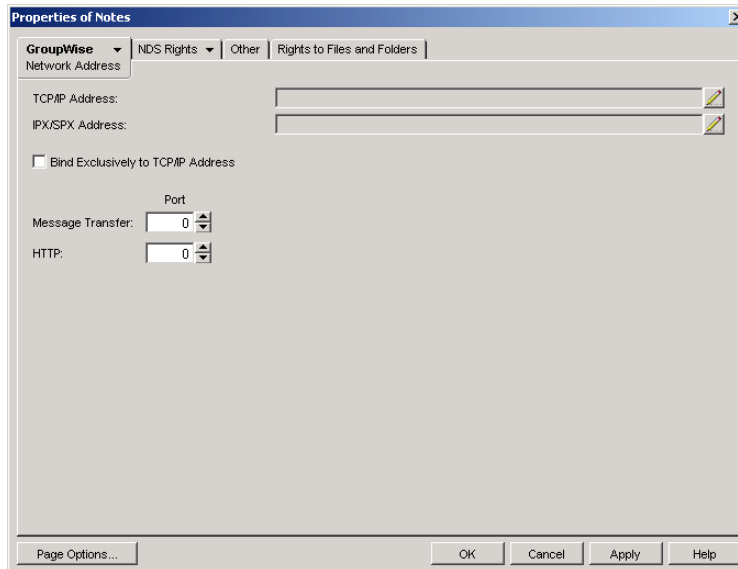 Properties of Notes
GroupWise NDS Rights Other Rights to Files and Folders
Network Address
TCP/IP Address:
IPX/SPX Address:
Bind Exclusively to TCP/IP Address
Port
Message Transfer: 0
HTTP: 0
Page Options... OK Cancel Apply Help